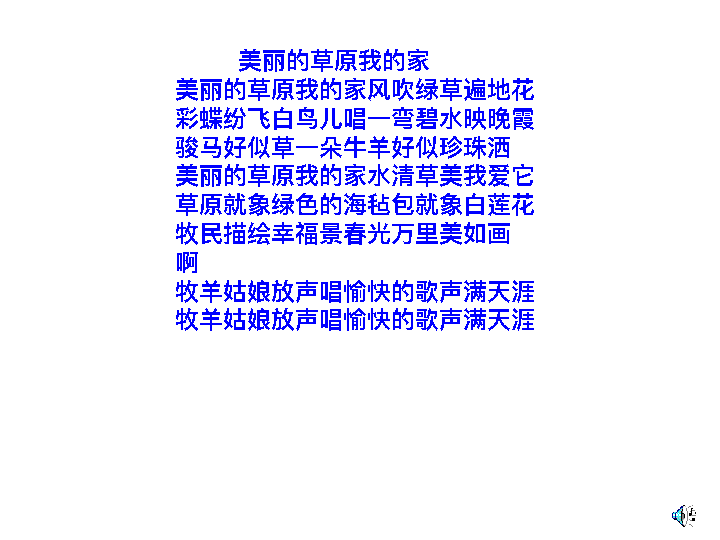 美丽的草原我的家
美丽的草原我的家风吹绿草遍地花
彩蝶纷飞白鸟儿唱一弯碧水映晚霞
骏马好似草一朵牛羊好似珍珠洒
美丽的草原我的家水清草美我爱它
草原就象绿色的海毡包就象白莲花
牧民描绘幸福景春光万里美如画
啊
牧羊姑娘放声唱愉快的歌声满天涯
牧羊姑娘放声唱愉快的歌声满天涯